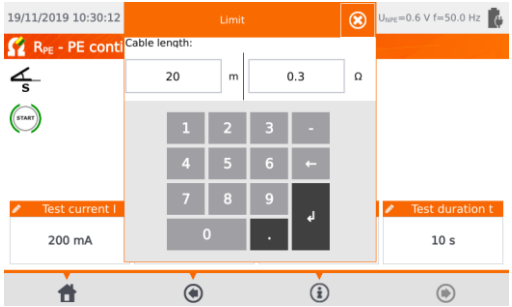 19/11/2019 10:30:12
Limit
UNPE=0.6 V f=50.0 Hz
RPE - PE conti
Cable length:
20 m 0.3 Ω
S
START
1 2 3 -
4 5 6 ←
7 8 9 ↲
0 .
Test current I
Test duration t
200 mA
10 s